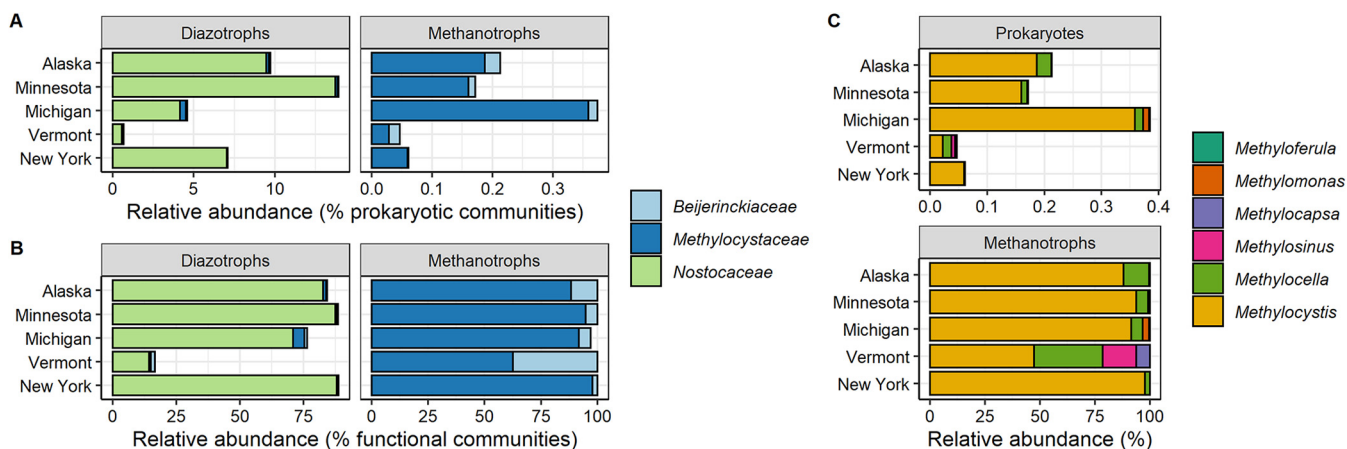 A
Diazotrophs
Methanotrophs
Alaska
Minnesota
Michigan
Vermont
New York
0 5 10
0.0 0.1 0.2 0.3
Relative abundance (% prokaryotic communities)
B
Diazotrophs
Methanotrophs
Alaska
Minnesota
Michigan
Vermont
New York
0 25 50 75
0 25 50 75 100
Relative abundance (% functional communities)
Beijerinckiaceae
Methylocystaceae
Nostocaceae
C
Prokaryotes
Alaska
Minnesota
Michigan
Vermont
New York
0.0 0.1 0.2 0.3 0.4
Methanotrophs
Alaska
Minnesota
Michigan
Vermont
New York
0 25 50 75 100
Relative abundance (%)
Methyloferula
Methylomonas
Methylocapsa
Methylosinus
Methylocella
Methylocystis